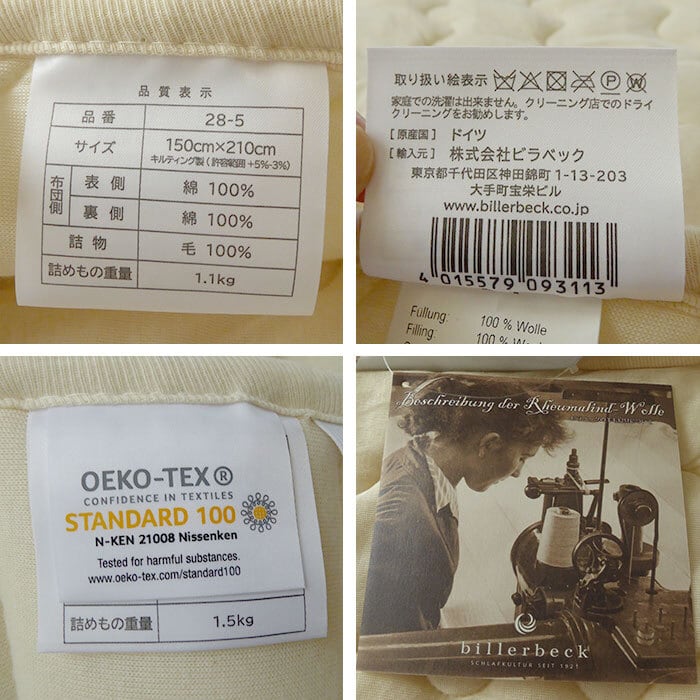 品質表示
品番 28-5
サイズ 150cm×210cm
キルティング製(許容範囲+5%-3%)
布団側 表側 綿 100%
裏側 綿 100%
詰物 毛 100%
詰めもの重量 1.1kg
取り扱い絵表示
家庭での洗濯は出来ません。クリーニング店でのドライ
クリーニングをお勧めします。
[原産国] ドイツ
[輸入元] 株式会社ビラベック
東京都千代田区神田錦町1-13-203
大手町宝栄ビル
www.billerbeck.co.jp
4 015579 093113
Füllung: 100 % Wolle
Filling: 100 % Wool
OEKO-TEX®
CONFIDENCE IN TEXTILES
STANDARD 100
N-KEN 21008 Nissenken
Tested for harmful substances.
www.oeko-tex.com/standard100
詰めもの重量 1.5kg
Beschreibung der Rheumalind-Wolle
billerbeck
SCHLAFKULTUR SEIT 1921